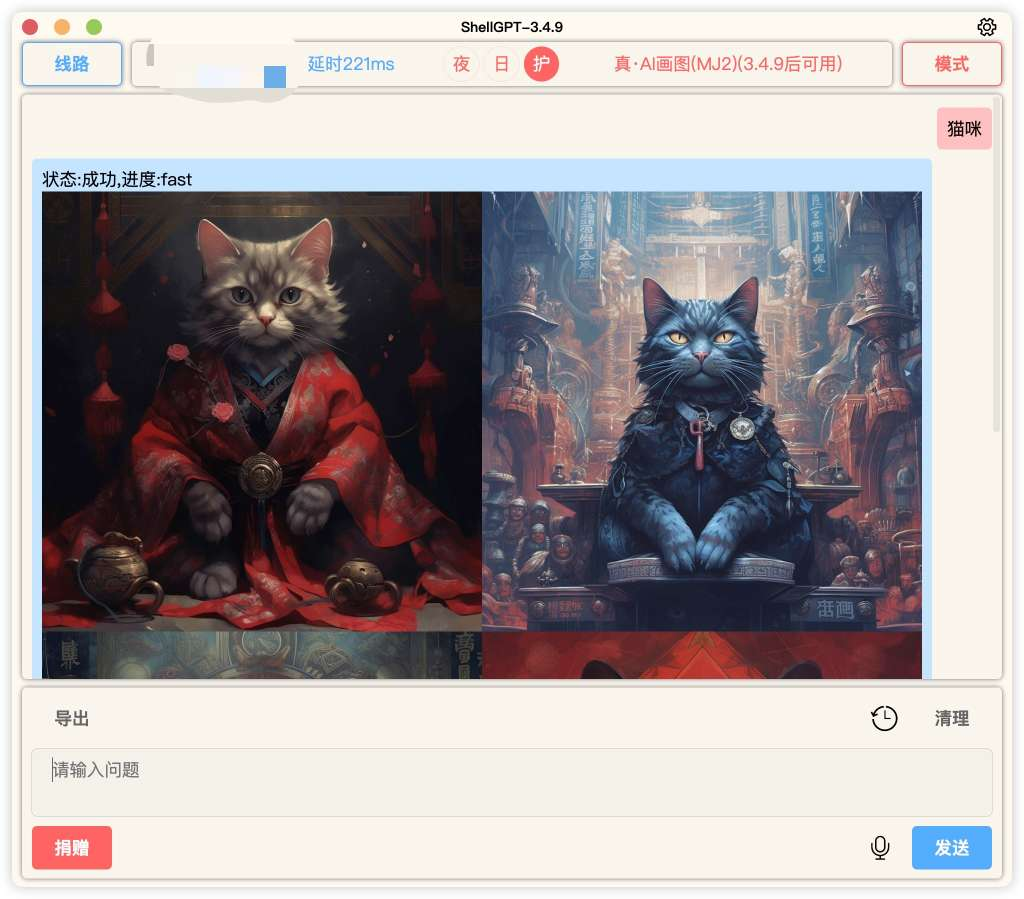 ShellGPT-3.4.9
线路
延时221ms
夜
日
护
真·AI画图(MJ2)(3.4.9后可用)
模式
猫咪
状态:成功,进度:fast
导出
清理
请输入问题
捐赠
发送